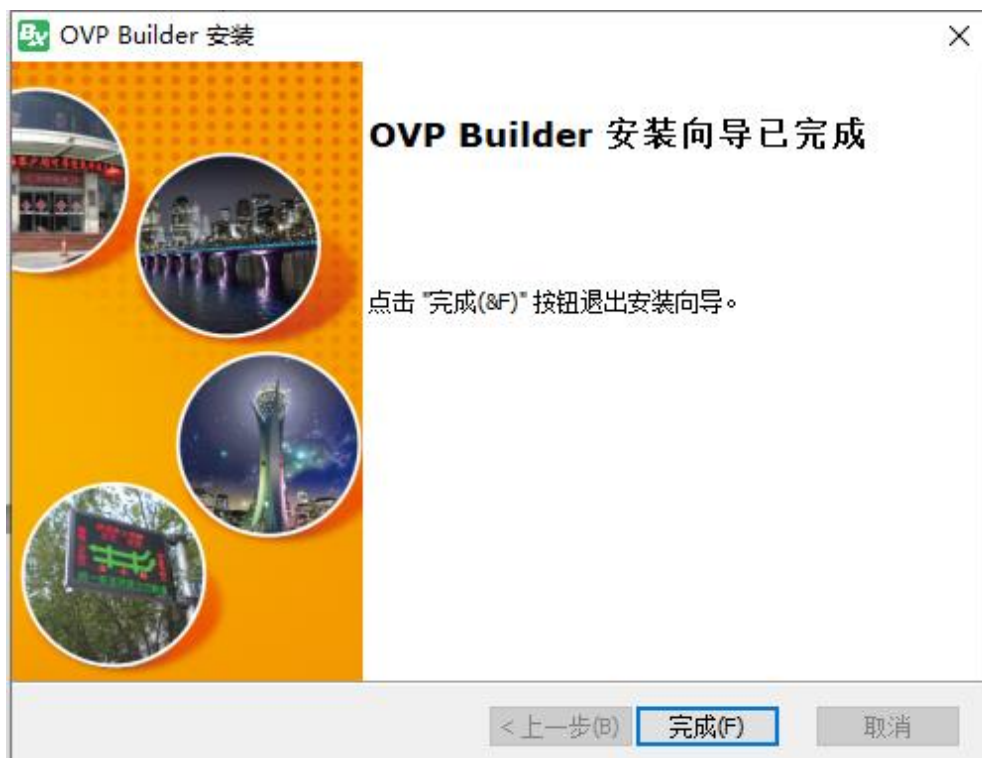 BX OVP Builder 安装
OVP Builder 安装向导已完成
点击 "完成(&F)" 按钮退出安装向导。
< 上一步(B) 完成(F) 取消